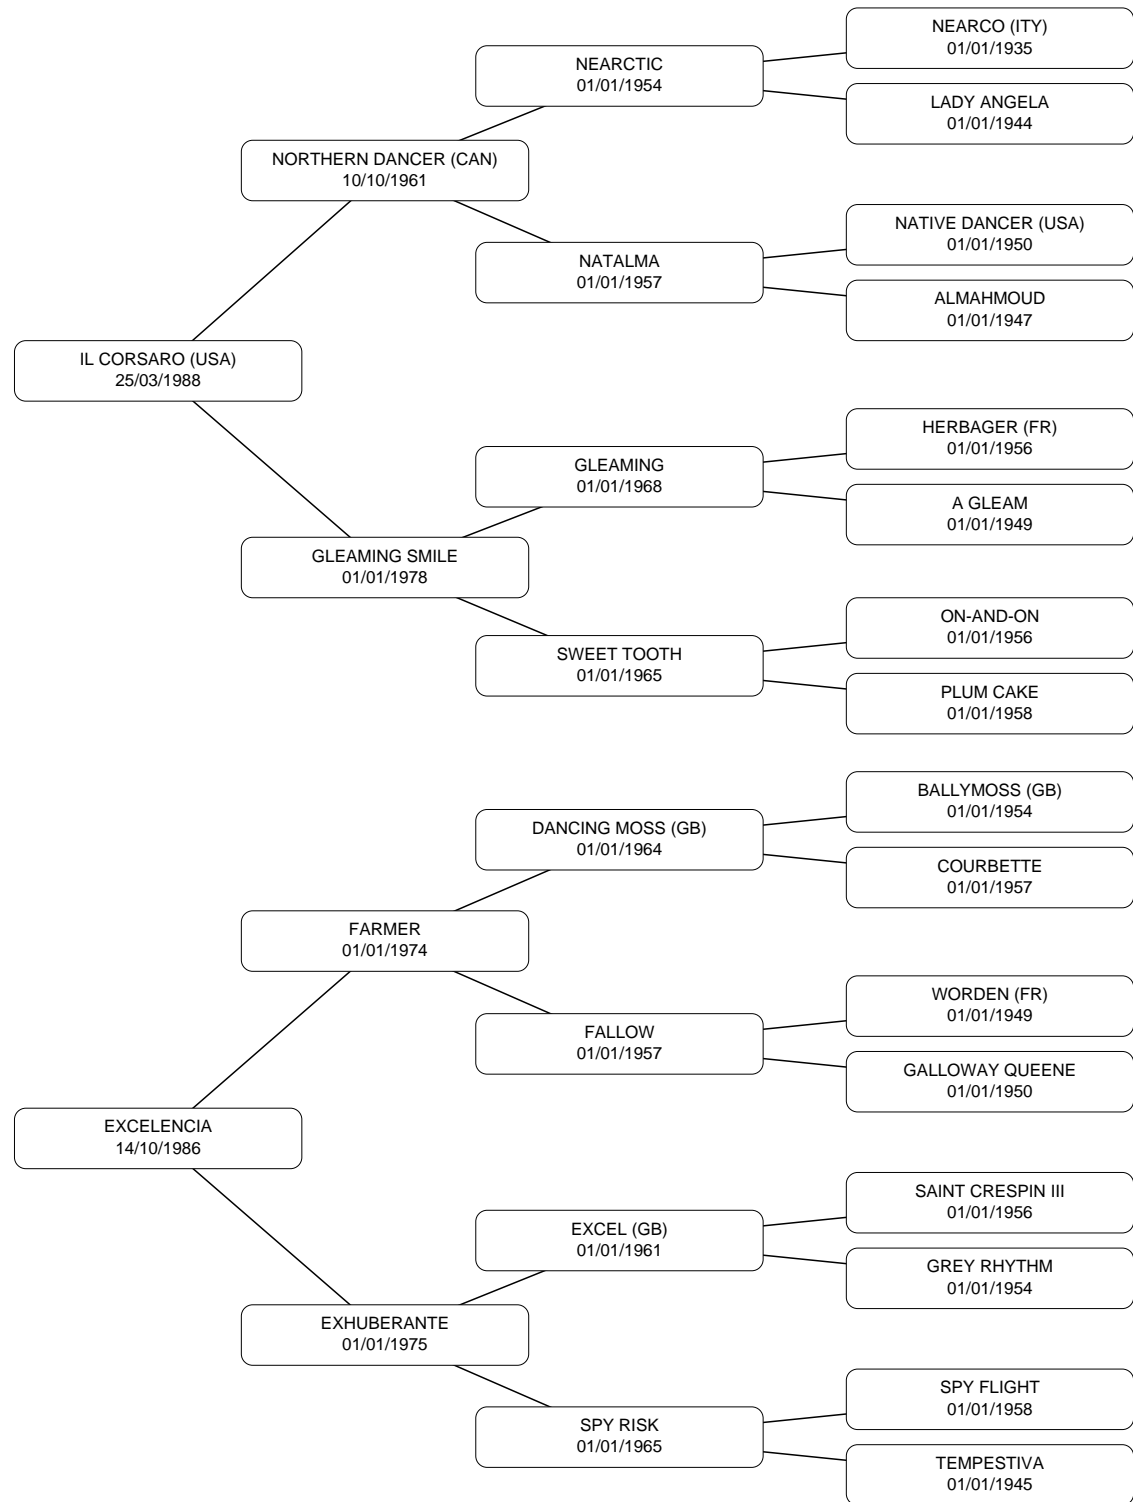 NEARCO (ITY)
01/01/1935
NEARCTIC
01/01/1954
LADY ANGELA
01/01/1944
NORTHERN DANCER (CAN)
10/10/1961
NATIVE DANCER (USA)
01/01/1950
NATALMA
01/01/1957
ALMAHMOUD
01/01/1947
IL CORSARO (USA)
25/03/1988
HERBAGER (FR)
01/01/1956
GLEAMING
01/01/1968
A GLEAM
01/01/1949
GLEAMING SMILE
01/01/1978
ON-AND-ON
01/01/1956
SWEET TOOTH
01/01/1965
PLUM CAKE
01/01/1958
BALLYMOSS (GB)
01/01/1954
DANCING MOSS (GB)
01/01/1964
COURBETTE
01/01/1957
FARMER
01/01/1974
WORDEN (FR)
01/01/1949
FALLOW
01/01/1957
GALLOWAY QUEENE
01/01/1950
EXCELENCIA
14/10/1986
SAINT CRESPIN III
01/01/1956
EXCEL (GB)
01/01/1961
GREY RHYTHM
01/01/1954
EXHUBERANTE
01/01/1975
SPY FLIGHT
01/01/1958
SPY RISK
01/01/1965
TEMPESTIVA
01/01/1945